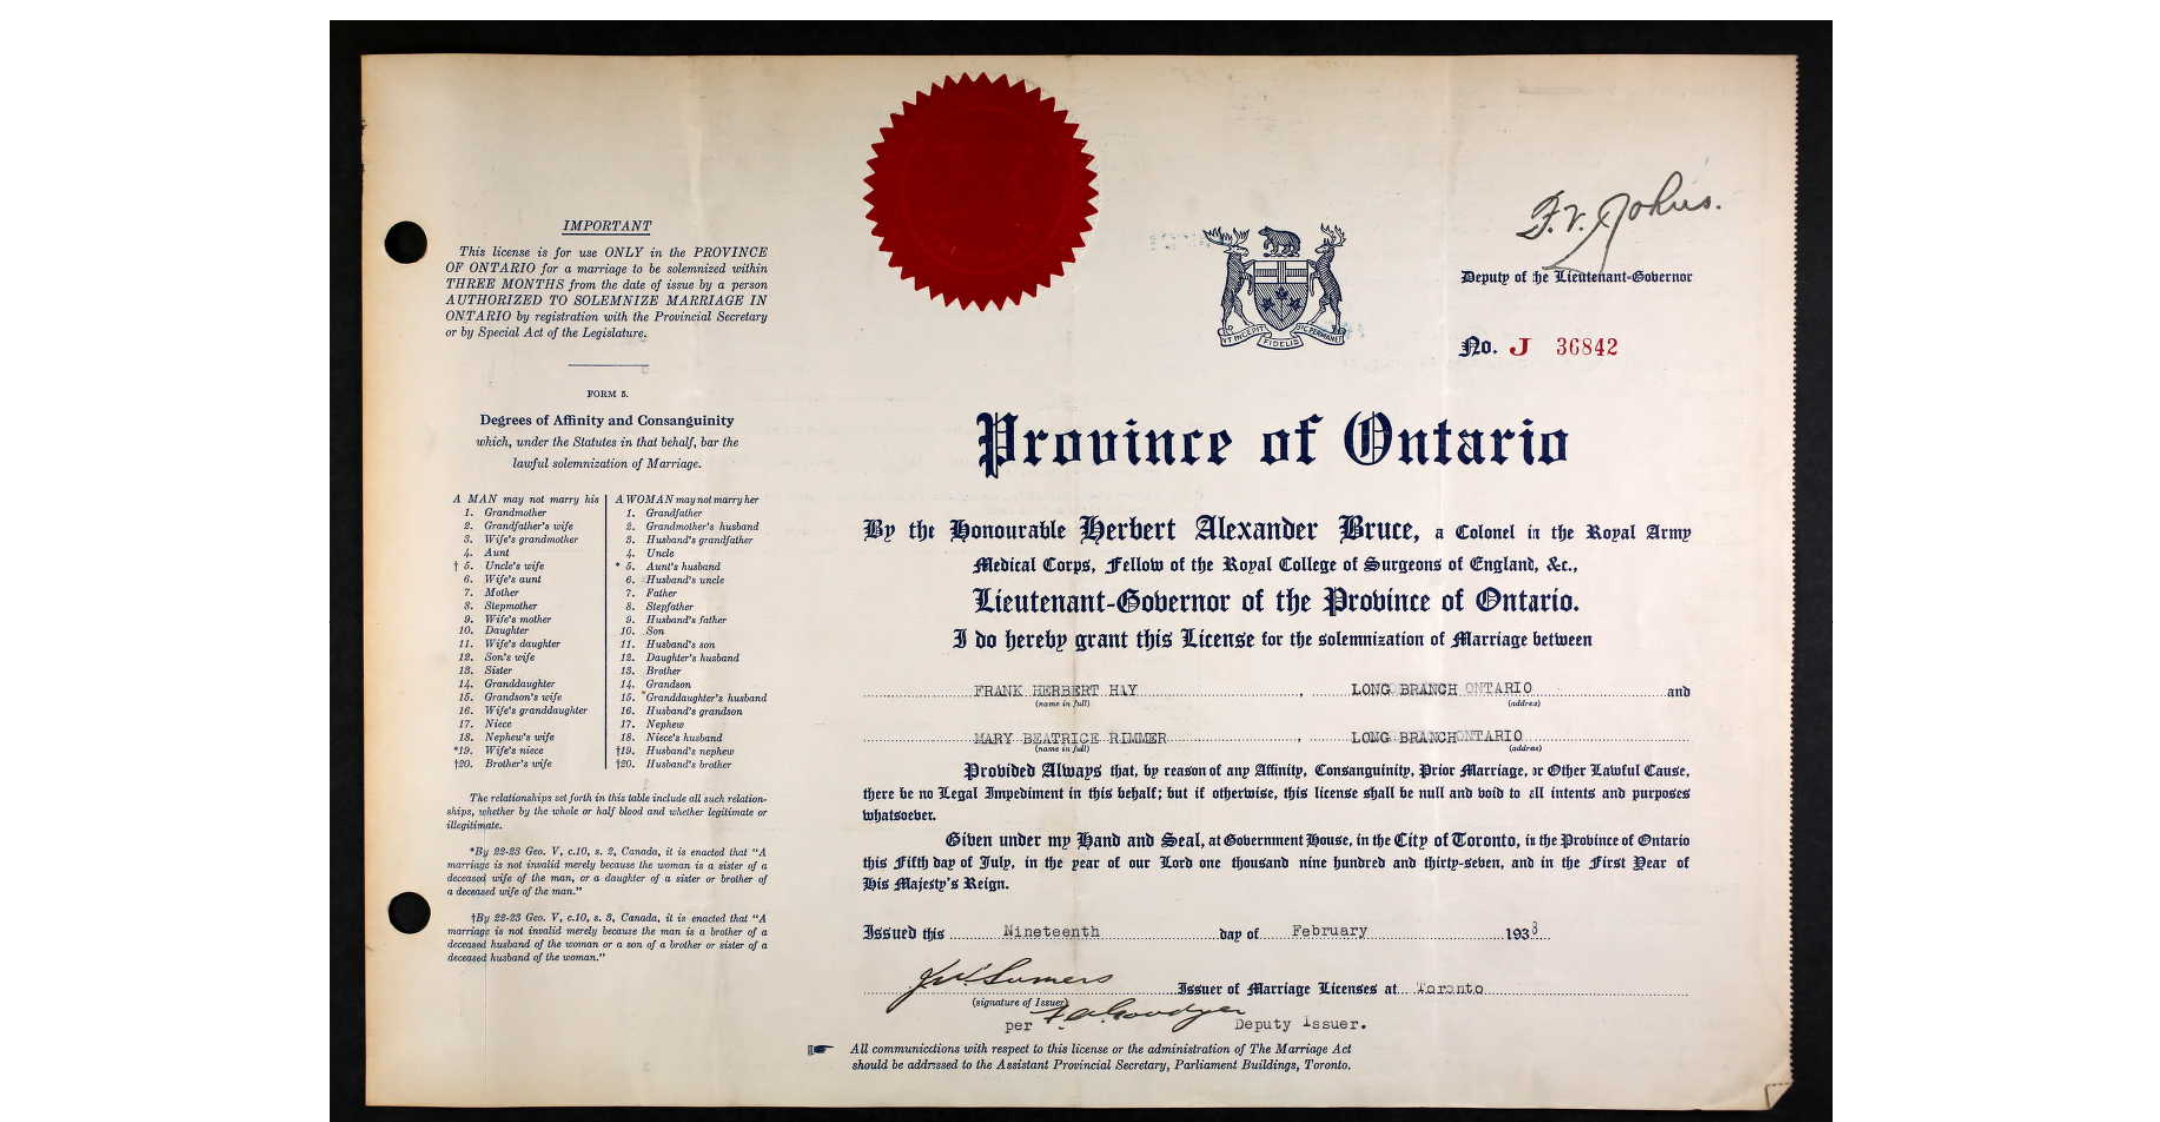 F. V. Johns.
Deputy of he Lieutenant-Governor
No. J 36842
IMPORTANT
This license is for use ONLY in the PROVINCE
OF ONTARIO for a marriage to be solemnized within
THREE MONTHS from the date of issue by a person
AUTHORIZED TO SOLEMNIZE MARRIAGE IN
ONTARIO by registration with the Provincial Secretary
or by Special Act of the Legislature.
FORM 5.
Degrees of Affinity and Consanguinity
which, under the Statutes in that behalf, bar the
lawful solemnization of Marriage.
A MAN may not marry his
1. Grandmother
2. Grandfather's wife
3. Wife's grandmother
4. Aunt
† 5. Uncle's wife
6. Wife's aunt
7. Mother
8. Stepmother
9. Wife's mother
10. Daughter
11. Wife's daughter
12. Son's wife
13. Sister
14. Granddaughter
15. Grandson's wife
16. Wife's granddaughter
17. Niece
18. Nephew's wife
*19. Wife's niece
†20. Brother's wife
A WOMAN may not marry her
1. Grandfather
2. Grandmother's husband
3. Husband's grandfather
4. Uncle
* 5. Aunt's husband
6. Husband's uncle
7. Father
8. Stepfather
9. Husband's father
10. Son
11. Husband's son
12. Daughter's husband
13. Brother
14. Grandson
15. Granddaughter's husband
16. Husband's grandson
17. Nephew
18. Niece's husband
†19. Husband's nephew
†20. Husband's brother
The relationships set forth in this table include all such relation-
ships, whether by the whole or half blood and whether legitimate or
illegitimate.
*By 22-23 Geo. V, c.10, s. 2, Canada, it is enacted that "A
marriage is not invalid merely because the woman is a sister of a
deceased wife of the man, or a daughter of a sister or brother of
a deceased wife of the man."
†By 22-23 Geo. V, c.10, s. 3, Canada, it is enacted that "A
marriage is not invalid merely because the man is a brother of a
deceased husband of the woman or a son of a brother or sister of a
deceased husband of the woman."
VT INCEPIT FIDELIS SIC PERMANET
Province of Ontario
By the Honourable Herbert Alexander Bruce, a Colonel in the Royal Army
Medical Corps, Fellow of the Royal College of Surgeons of England, &c.,
Lieutenant-Governor of the Province of Ontario.
I do hereby grant this License for the solemnization of Marriage between
FRANK HERBERT HAY, LONG BRANCH ONTARIO and
(name in full) (address)
MARY BEATRICE RIMMER, LONG BRANCH ONTARIO
(name in full) (address)
Provided Always that, by reason of any Affinity, Consanguinity, Prior Marriage, or Other Lawful Cause,
there be no Legal Impediment in this behalf; but if otherwise, this license shall be null and void to all intents and purposes
whatsoever.
Given under my Hand and Seal, at Government House, in the City of Toronto, in the Province of Ontario
this Fifth day of July, in the year of our Lord one thousand nine hundred and thirty-seven, and in the First Year of
His Majesty's Reign.
Issued this Nineteenth day of February 1938
Somers Issuer of Marriage Licenses at Toronto
(signature of Issuer)
per Deputy Issuer.
All communications with respect to this license or the administration of The Marriage Act
should be addressed to the Assistant Provincial Secretary, Parliament Buildings, Toronto.